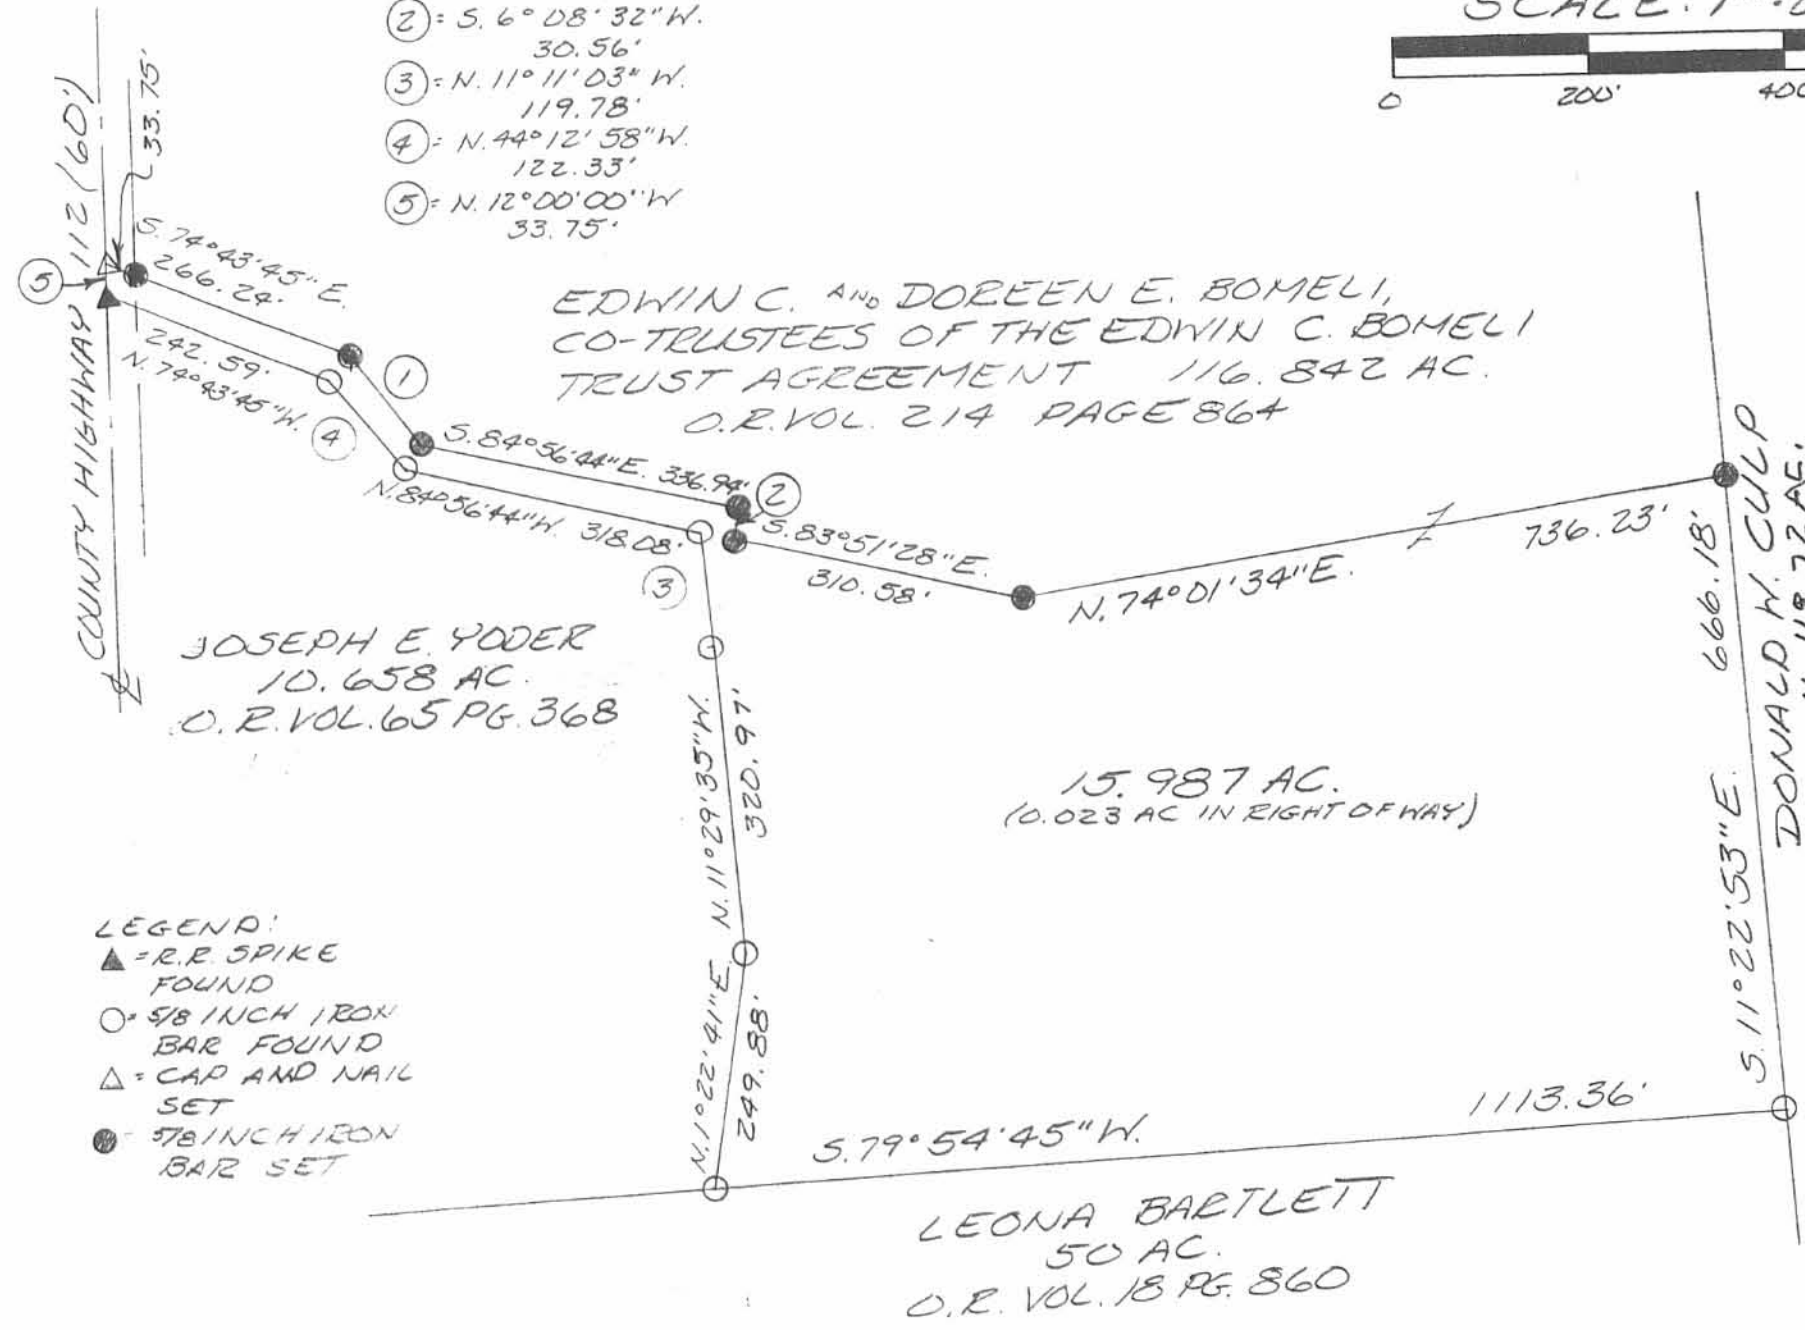 SCALE: 1"
0 200' 400
② = S. 6° 08' 32" W.
30.56'
③ = N. 11° 11' 03" W.
119.78'
④ = N. 44° 12' 58" W.
122.33'
⑤ = N. 12° 00' 00" W
33.75'
COUNTY HIGHWAY 112 (60')
33.75'
⑤
S. 74° 43' 45" E.
266.24'
242.59'
N. 74° 43' 45" W.
①
④
EDWIN C. AND DOREEN E. BOMELI,
CO-TRUSTEES OF THE EDWIN C. BOMELI
TRUST AGREEMENT 116.842 AC.
O.R. VOL. 214 PAGE 864
S. 84° 56' 44" E. 336.94'
②
N. 84° 56' 44" W. 318.08'
③
S. 83° 51' 28" E.
310.58'
N. 74° 01' 34" E.
736.23'
S. 11° 22' 53" E. 666.18'
DONALD W. CULP
118.72 AC.
JOSEPH E. YODER
10.658 AC.
O.R. VOL. 65 PG. 368
N. 11° 29' 35" W.
320.97'
15.987 AC.
(0.023 AC IN RIGHT OF WAY)
N. 1° 22' 41" E.
249.88'
S. 79° 54' 45" W.
1113.36'
LEGEND:
▲ = R.R. SPIKE
FOUND
○ = 5/8 INCH IRON
BAR FOUND
△ = CAP AND NAIL
SET
● = 5/8 INCH IRON
BAR SET
LEONA BARTLETT
50 AC.
O.R. VOL. 18 PG. 860